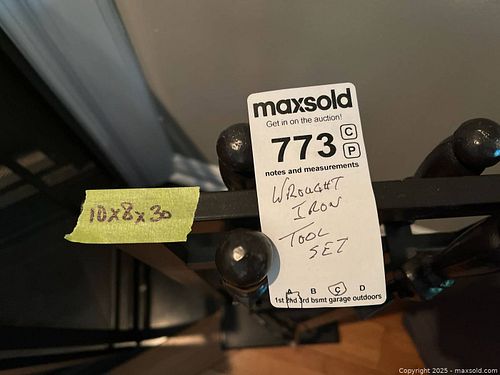 maxsold
Get in on the auction!
773 C
P
notes and measurements
WROUGHT
IRON
TOOL
SET
A B C D
1st 2nd 3rd bsmt garage outdoors
10x8x30
Copyright 2025 - maxsold.com